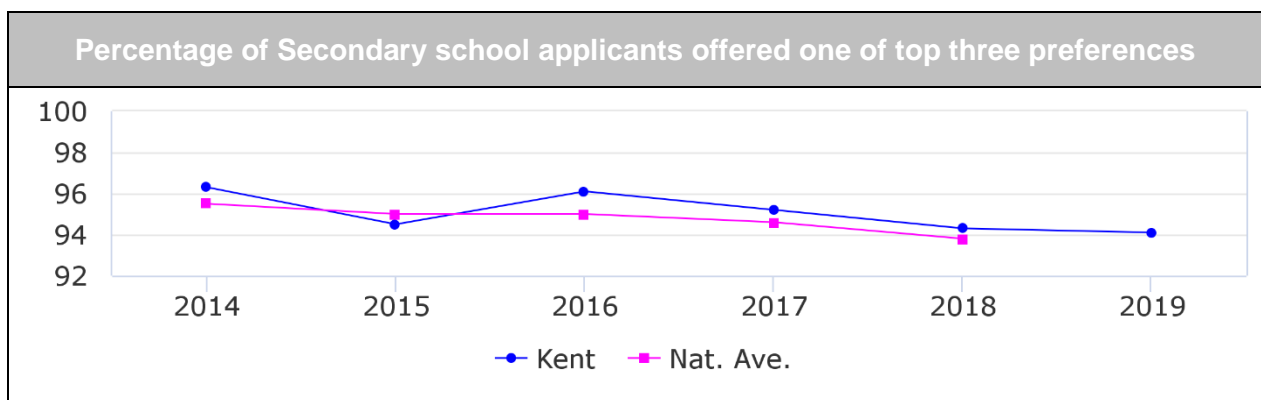 Percentage of Secondary school applicants offered one of top three preferences
100
98
96
94
92
2014 2015 2016 2017 2018 2019
Kent Nat. Ave.